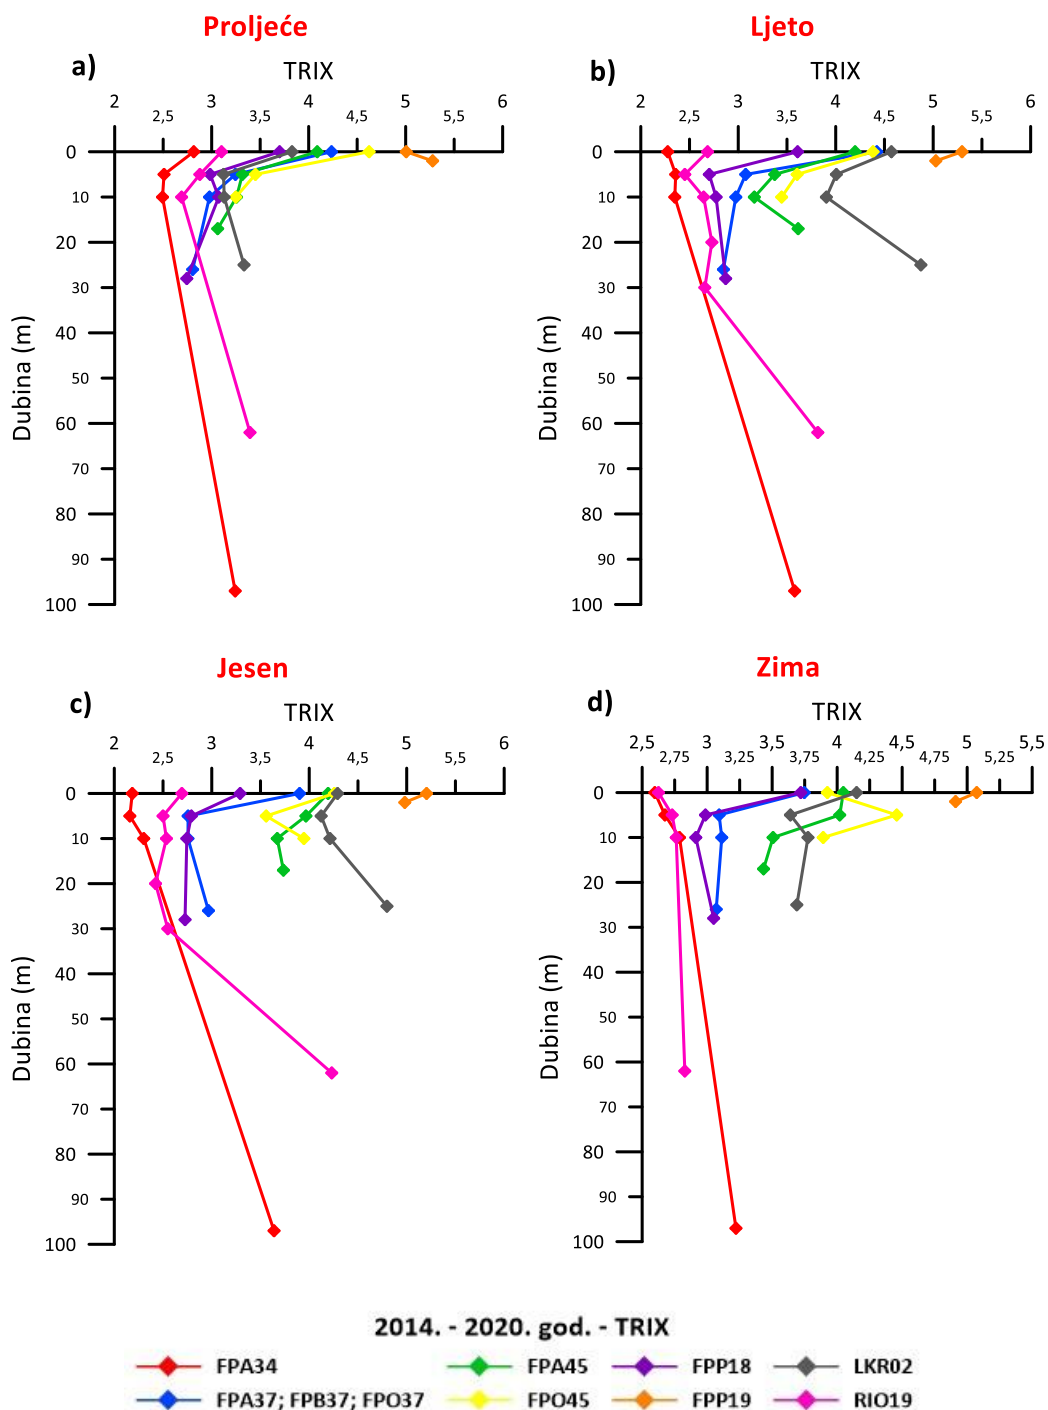 Proljeće
a)
TRIX
2 3 4 5 6
2,5 3,5 4,5 5,5
0
10
20
30
40
50
60
70
80
90
100
Dubina (m)
Ljeto
b)
TRIX
2 3 4 5 6
2,5 3,5 4,5 5,5
0
10
20
30
40
50
60
70
80
90
100
Dubina (m)
Jesen
c)
TRIX
2 3 4 5 6
2,5 3,5 4,5 5,5
0
10
20
30
40
50
60
70
80
90
100
Dubina (m)
Zima
d)
TRIX
2,5 3 3,5 4 4,5 5 5,5
2,75 3,25 3,75 4,25 4,75 5,25
0
10
20
30
40
50
60
70
80
90
100
Dubina (m)
2014. - 2020. god. - TRIX
FPA34 FPA45 FPP18 LKR02
FPA37; FPB37; FPO37 FPO45 FPP19 RIO19